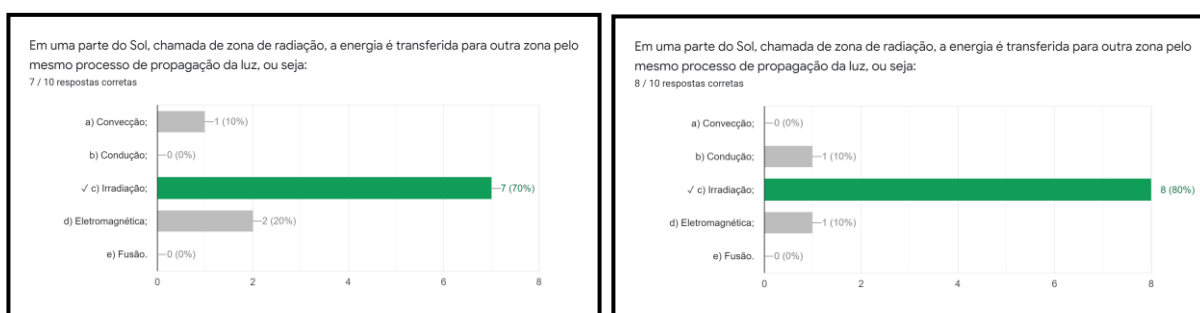 Em uma parte do Sol, chamada de zona de radiação, a energia é transferida para outra zona pelo
mesmo processo de propagação da luz, ou seja:
7 / 10 respostas corretas
a) Convecção;
1 (10%)
b) Condução;
0 (0%)
✓ c) Irradiação;
7 (70%)
d) Eletromagnética;
2 (20%)
e) Fusão.
0 (0%)
0 2 4 6 8
Em uma parte do Sol, chamada de zona de radiação, a energia é transferida para outra zona pelo
mesmo processo de propagação da luz, ou seja:
8 / 10 respostas corretas
a) Convecção;
0 (0%)
b) Condução;
1 (10%)
✓ c) Irradiação;
8 (80%)
d) Eletromagnética;
1 (10%)
e) Fusão.
0 (0%)
0 2 4 6 8